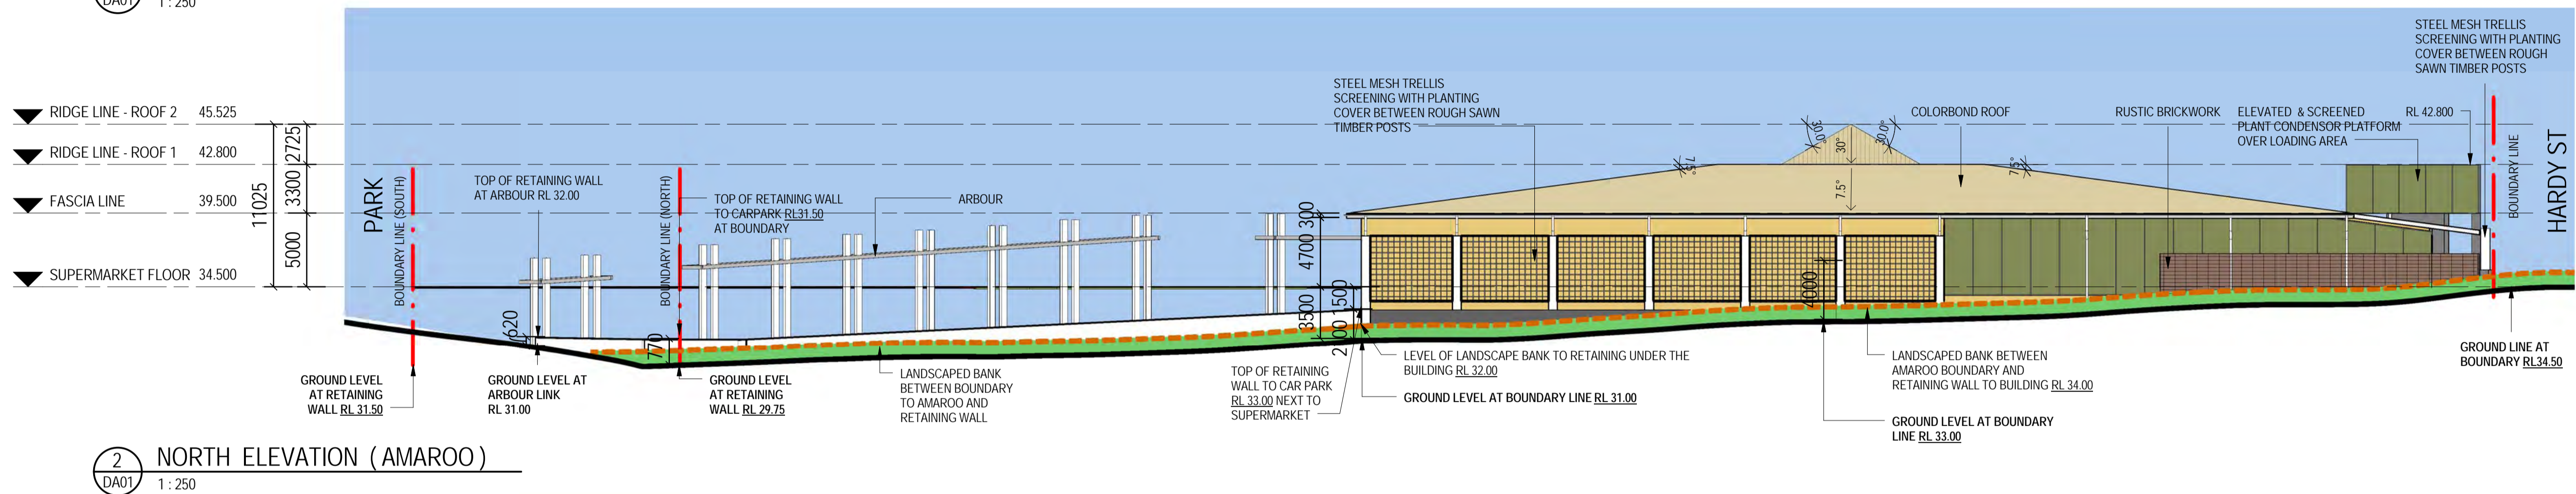 DA01
1 : 250
RIDGE LINE - ROOF 2 45.525
RIDGE LINE - ROOF 1 42.800
FASCIA LINE 39.500
SUPERMARKET FLOOR 34.500
11025
2725
3300
5000
PARK
BOUNDARY LINE (SOUTH)
TOP OF RETAINING WALL
AT ARBOUR RL 32.00
BOUNDARY LINE (NORTH)
TOP OF RETAINING WALL
TO CARPARK RL31.50
AT BOUNDARY
ARBOUR
620
770
STEEL MESH TRELLIS
SCREENING WITH PLANTING
COVER BETWEEN ROUGH SAWN
TIMBER POSTS
300
4700
1500
3500
7.5°
30.0°
30°
30.0°
7.5°
7.5°
4000
COLORBOND ROOF
RUSTIC BRICKWORK
ELEVATED & SCREENED
PLANT CONDENSOR PLATFORM
OVER LOADING AREA
RL 42.800
STEEL MESH TRELLIS
SCREENING WITH PLANTING
COVER BETWEEN ROUGH
SAWN TIMBER POSTS
BOUNDARY LINE
HARDY ST
GROUND LEVEL
AT RETAINING
WALL RL 31.50
GROUND LEVEL AT
ARBOUR LINK
RL 31.00
GROUND LEVEL
AT RETAINING
WALL RL 29.75
LANDSCAPED BANK
BETWEEN BOUNDARY
TO AMAROO AND
RETAINING WALL
TOP OF RETAINING
WALL TO CAR PARK
RL 33.00 NEXT TO
SUPERMARKET
LEVEL OF LANDSCAPE BANK TO RETAINING UNDER THE
BUILDING RL 32.00
GROUND LEVEL AT BOUNDARY LINE RL 31.00
LANDSCAPED BANK BETWEEN
AMAROO BOUNDARY AND
RETAINING WALL TO BUILDING RL 34.00
GROUND LEVEL AT BOUNDARY
LINE RL 33.00
GROUND LINE AT
BOUNDARY RL34.50
2
DA01
NORTH ELEVATION ( AMAROO )
1 : 250